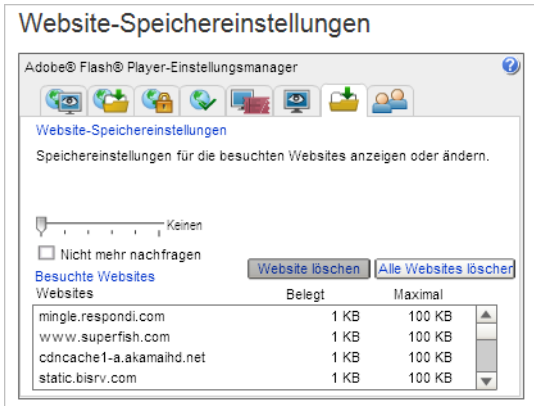 Website-Speichereinstellungen
Adobe® Flash® Player-Einstellungsmanager
?
Website-Speichereinstellungen
Speichereinstellungen für die besuchten Websites anzeigen oder ändern.
Keinen
Nicht mehr nachfragen
Besuchte Websites
Website löschen
Alle Websites löschen
Websites Belegt Maximal
mingle.respondi.com 1 KB 100 KB
www.superfish.com 1 KB 100 KB
cdncache1-a.akamaihd.net 1 KB 100 KB
static.bisrv.com 1 KB 100 KB